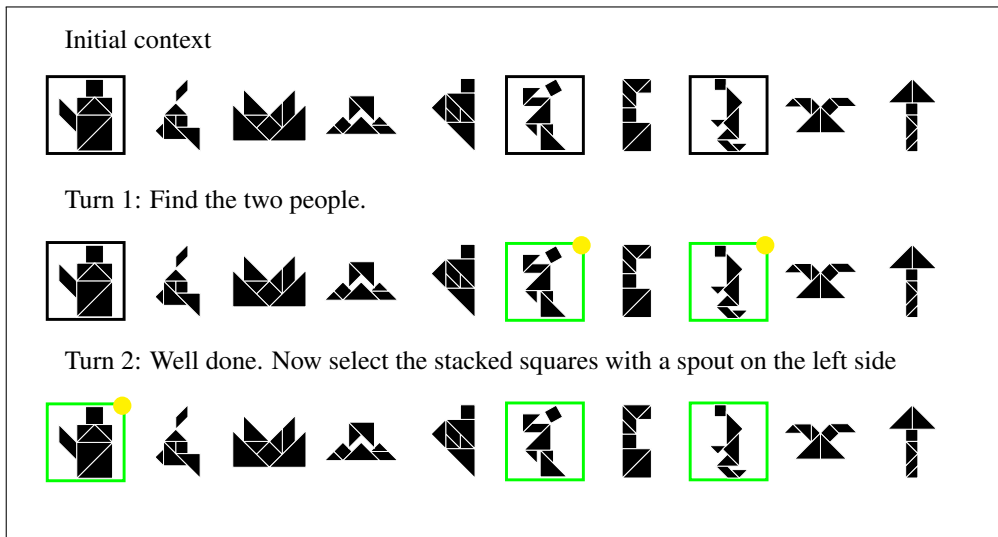 Initial context
Turn 1: Find the two people.
Turn 2: Well done. Now select the stacked squares with a spout on the left side